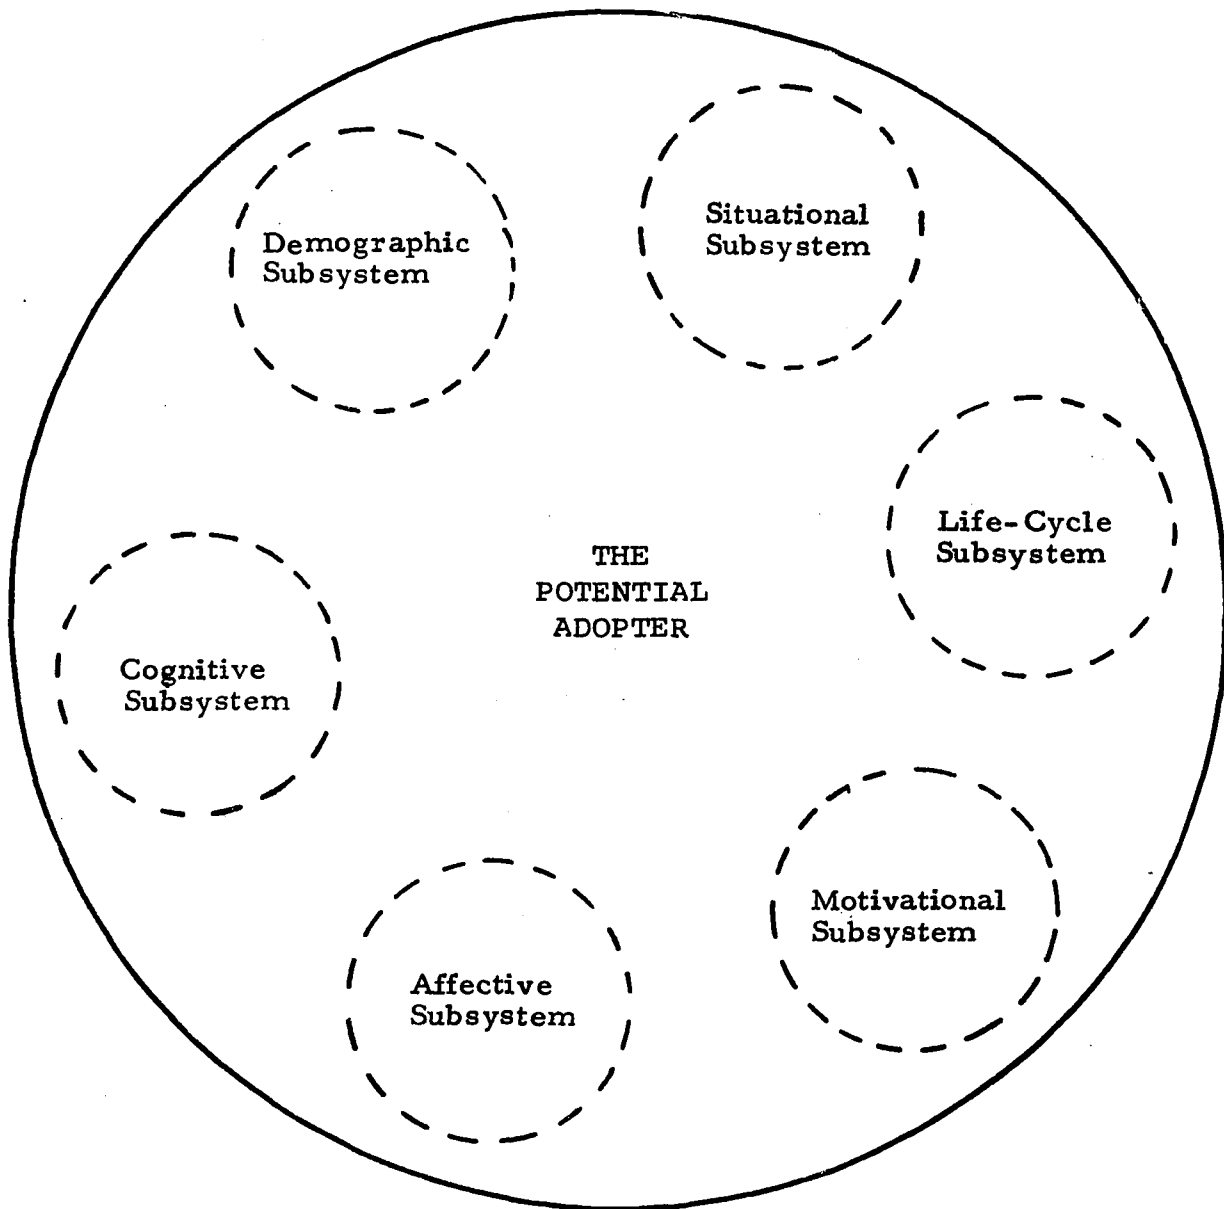 Situational
Subsystem
Demographic
Subsystem
Life-Cycle
Subsystem
THE
POTENTIAL
ADOPTER
Cognitive
Subsystem
Motivational
Subsystem
Affective
Subsystem